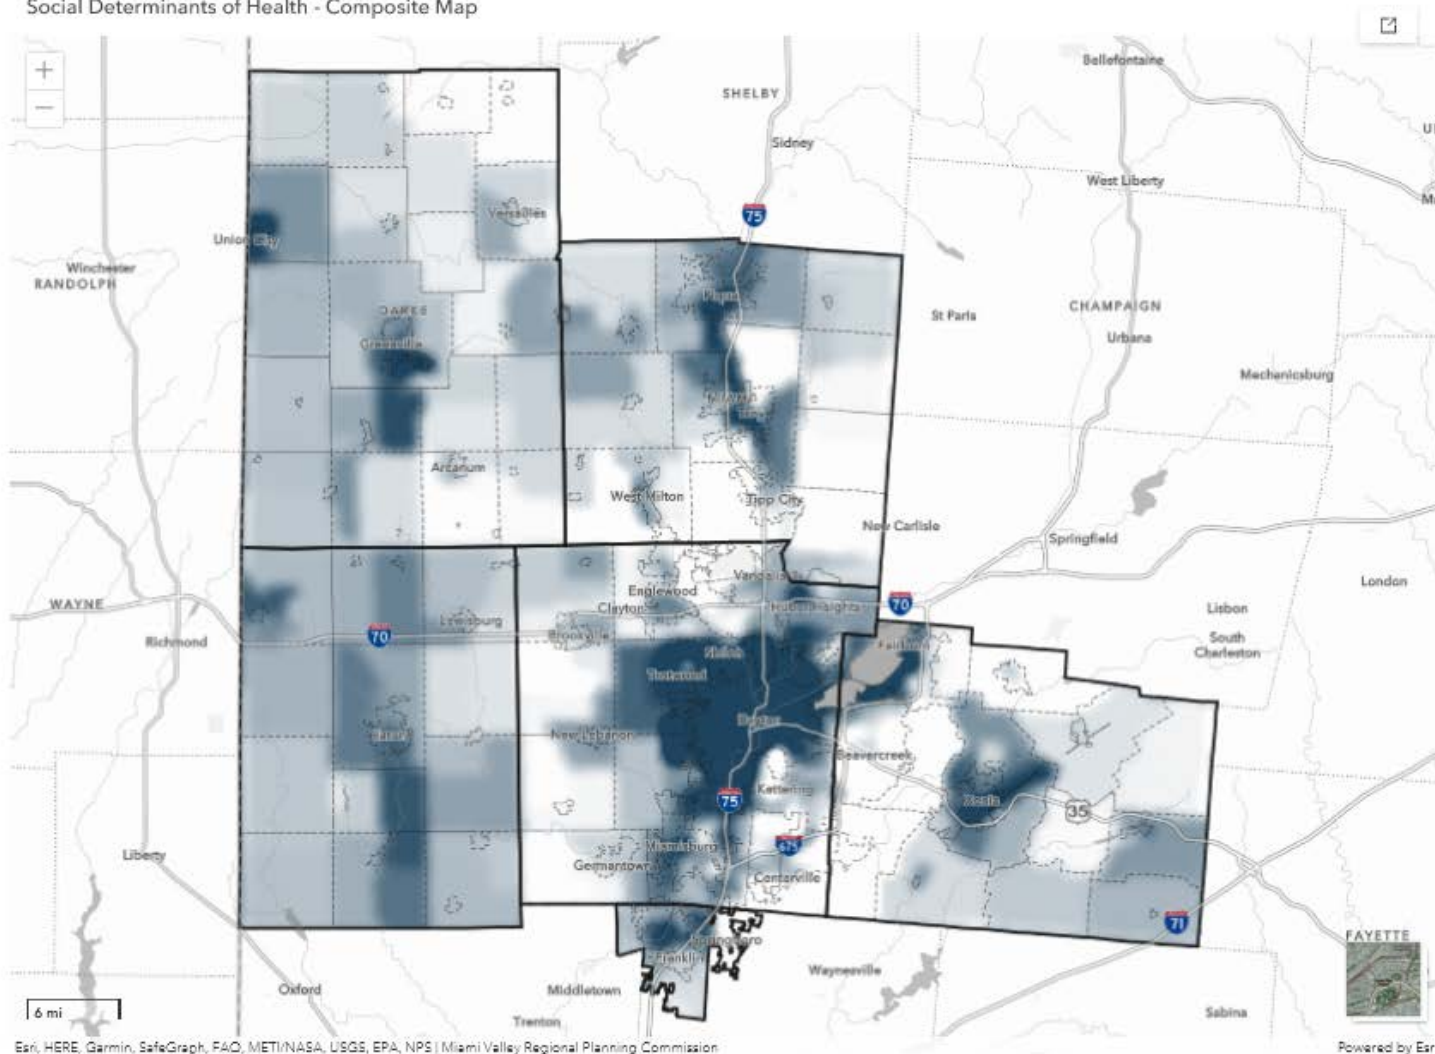 Social Determinants of Health - Composite Map
+
−
Bellefontaine
SHELBY
Sidney
West Liberty
75
Versailles
Union City
Winchester
RANDOLPH
DARKE
Piqua
St Paris
CHAMPAIGN
Urbana
Greenville
Mechanicsburg
Arcanum
West Milton
Tipp City
New Carlisle
Springfield
Vandalia
London
Englewood
WAYNE
Clayton
Huber Heights
70
Lisbon
Lewisburg
70
Brookville
Richmond
South
Charleston
Fairborn
Trotwood
Dayton
New Lebanon
Eaton
Beavercreek
Kettering
75
Xenia
35
Miamisburg
675
Liberty
Germantown
Centerville
71
FAYETTE
Springboro
Franklin
Waynesville
Oxford
Middletown
6 mi
Sabina
Trenton
Esri, HERE, Garmin, SafeGraph, FAO, METI/NASA, USGS, EPA, NPS | Miami Valley Regional Planning Commission
Powered by Esri